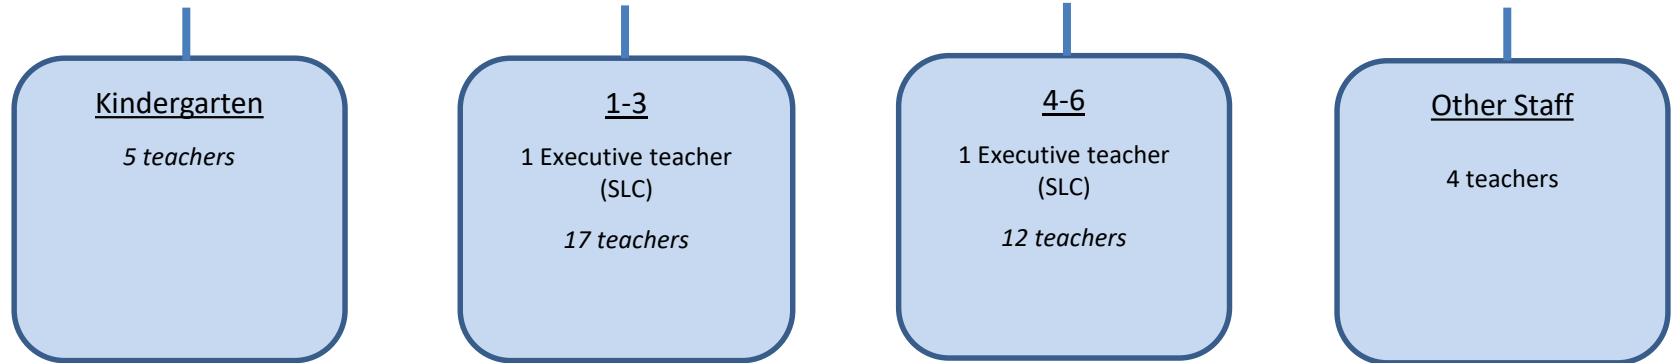 Kindergarten
5 teachers
1-3
1 Executive teacher
(SLC)
17 teachers
4-6
1 Executive teacher
(SLC)
12 teachers
Other Staff
4 teachers